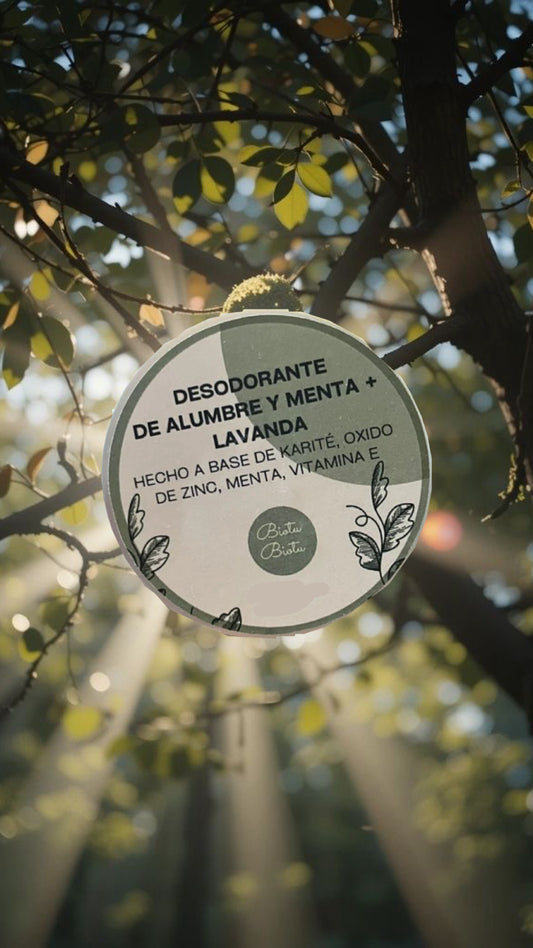 DESODORANTE
DE ALUMBRE Y MENTA +
LAVANDA
HECHO A BASE DE KARITÉ, OXIDO
DE ZINC, MENTA, VITAMINA E
Biotu
Biotu